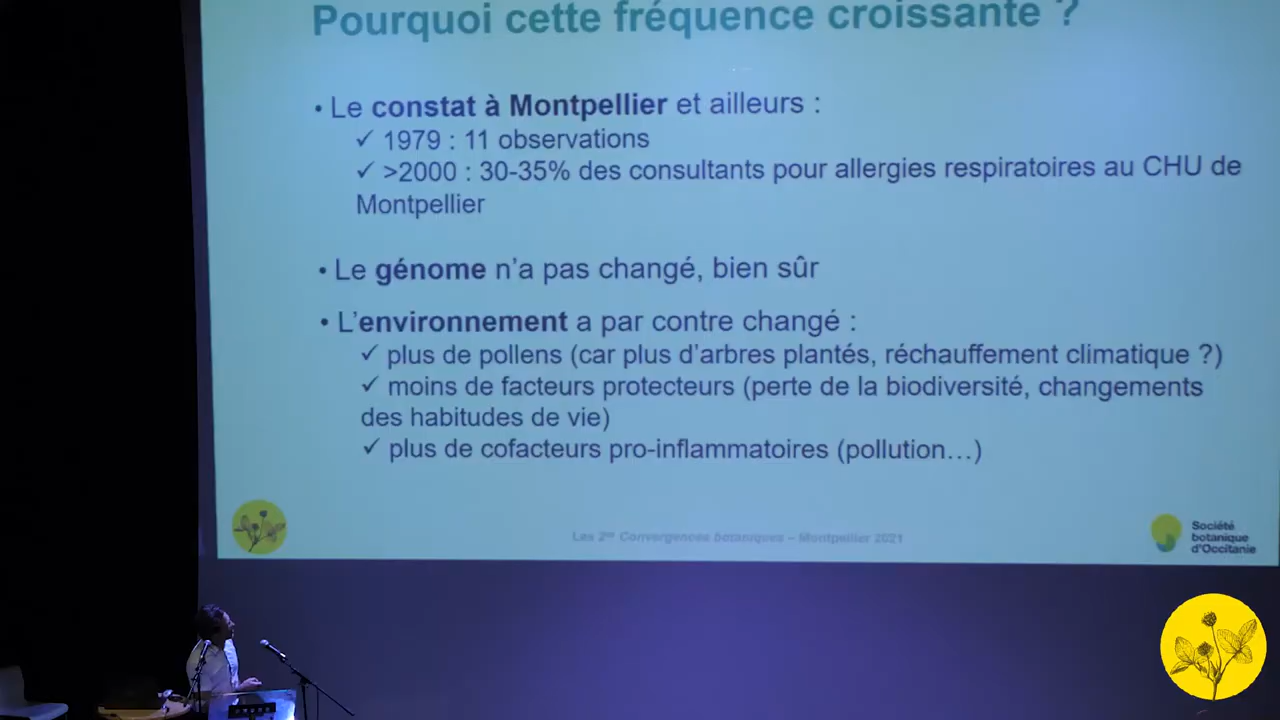 Pourquoi cette fréquence croissante ?
• Le constat à Montpellier et ailleurs :
✓ 1979 : 11 observations
✓ >2000 : 30-35% des consultants pour allergies respiratoires au CHU de
Montpellier
• Le génome n'a pas changé, bien sûr
• L'environnement a par contre changé :
✓ plus de pollens (car plus d'arbres plantés, réchauffement climatique ?)
✓ moins de facteurs protecteurs (perte de la biodiversité, changements
des habitudes de vie)
✓ plus de cofacteurs pro-inflammatoires (pollution…)
Les 2es Convergences botaniques – Montpellier 2021
Société
botanique
d'Occitanie